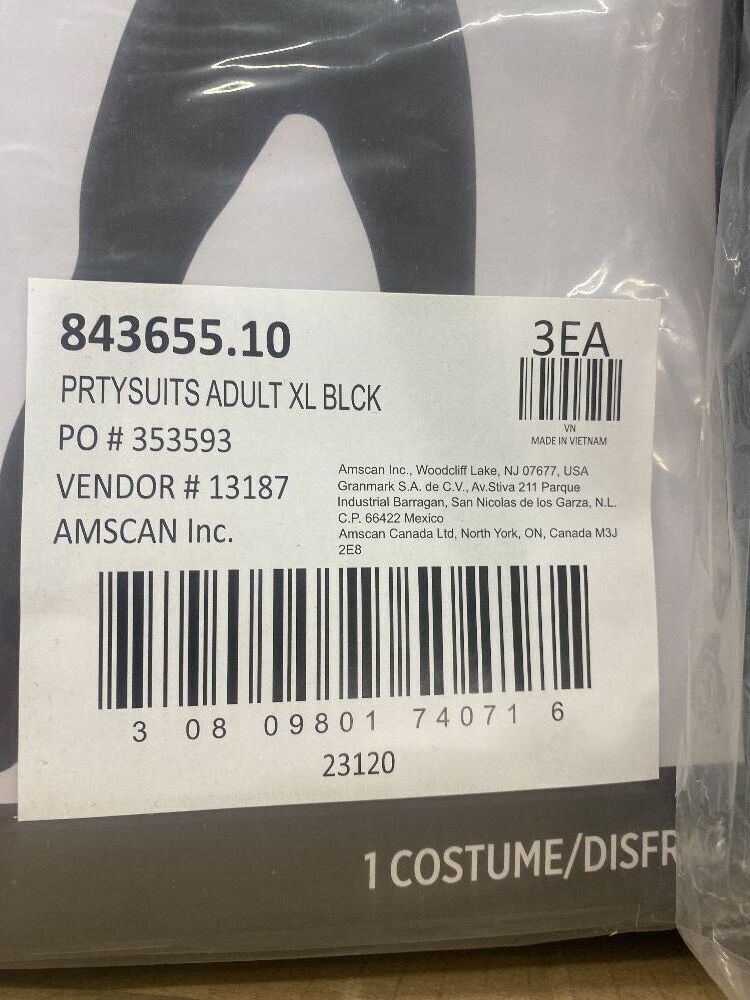 843655.10
3EA
PRTYSUITS ADULT XL BLCK
VN
MADE IN VIETNAM
PO # 353593
VENDOR # 13187
AMSCAN Inc.
Amscan Inc., Woodcliff Lake, NJ 07677, USA
Granmark S.A. de C.V., Av.Stiva 211 Parque
Industrial Barragan, San Nicolas de los Garza, N.L.
C.P. 66422 Mexico
Amscan Canada Ltd, North York, ON, Canada M3J
2E8
3 08 09801 74071 6
23120
1 COSTUME/DISFR